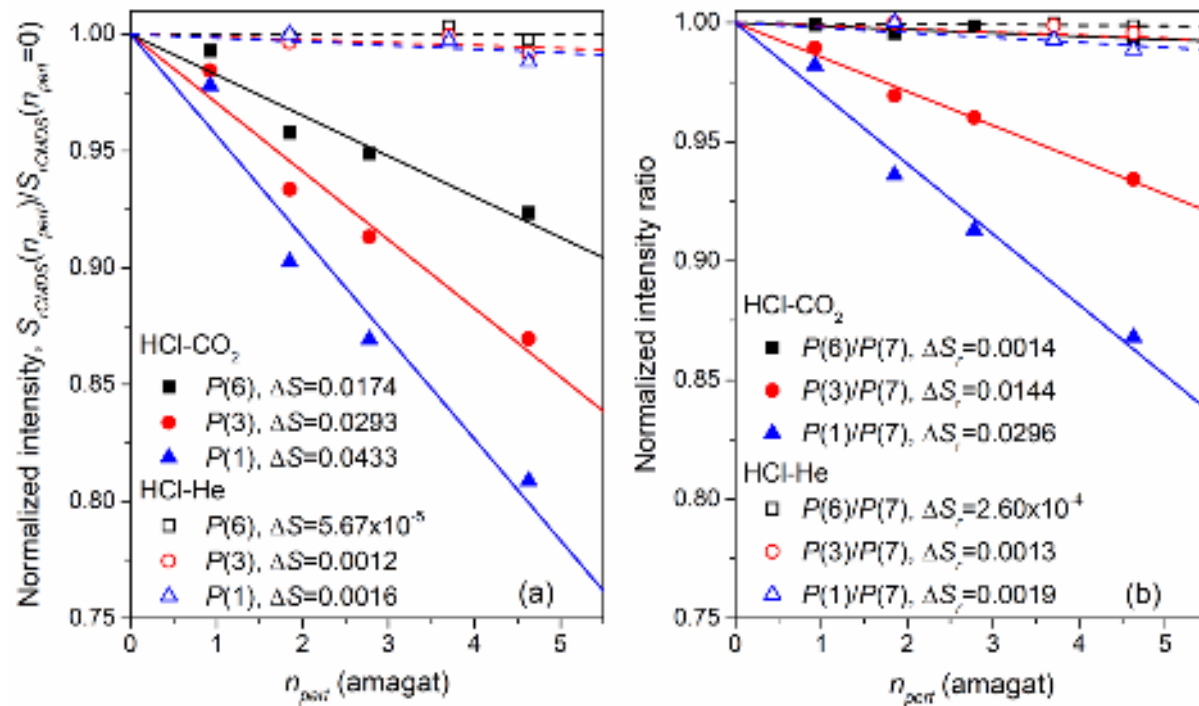 Normalized intensity, S_rCMDS(n_pert)/S_rCMDS(n_pert=0)
1.00
0.95
0.90
0.85
0.80
0.75
HCl-CO₂
P(6), ΔS=0.0174
P(3), ΔS=0.0293
P(1), ΔS=0.0433
HCl-He
P(6), ΔS=5.67x10⁻⁵
P(3), ΔS=0.0012
P(1), ΔS=0.0016
(a)
0 1 2 3 4 5
n_pert (amagat)
Normalized intensity ratio
1.00
0.95
0.90
0.85
0.80
0.75
HCl-CO₂
P(6)/P(7), ΔS_r=0.0014
P(3)/P(7), ΔS_r=0.0144
P(1)/P(7), ΔS_r=0.0296
HCl-He
P(6)/P(7), ΔS_r=2.60x10⁻⁴
P(3)/P(7), ΔS_r=0.0013
P(1)/P(7), ΔS_r=0.0019
(b)
0 1 2 3 4 5
n_pert (amagat)